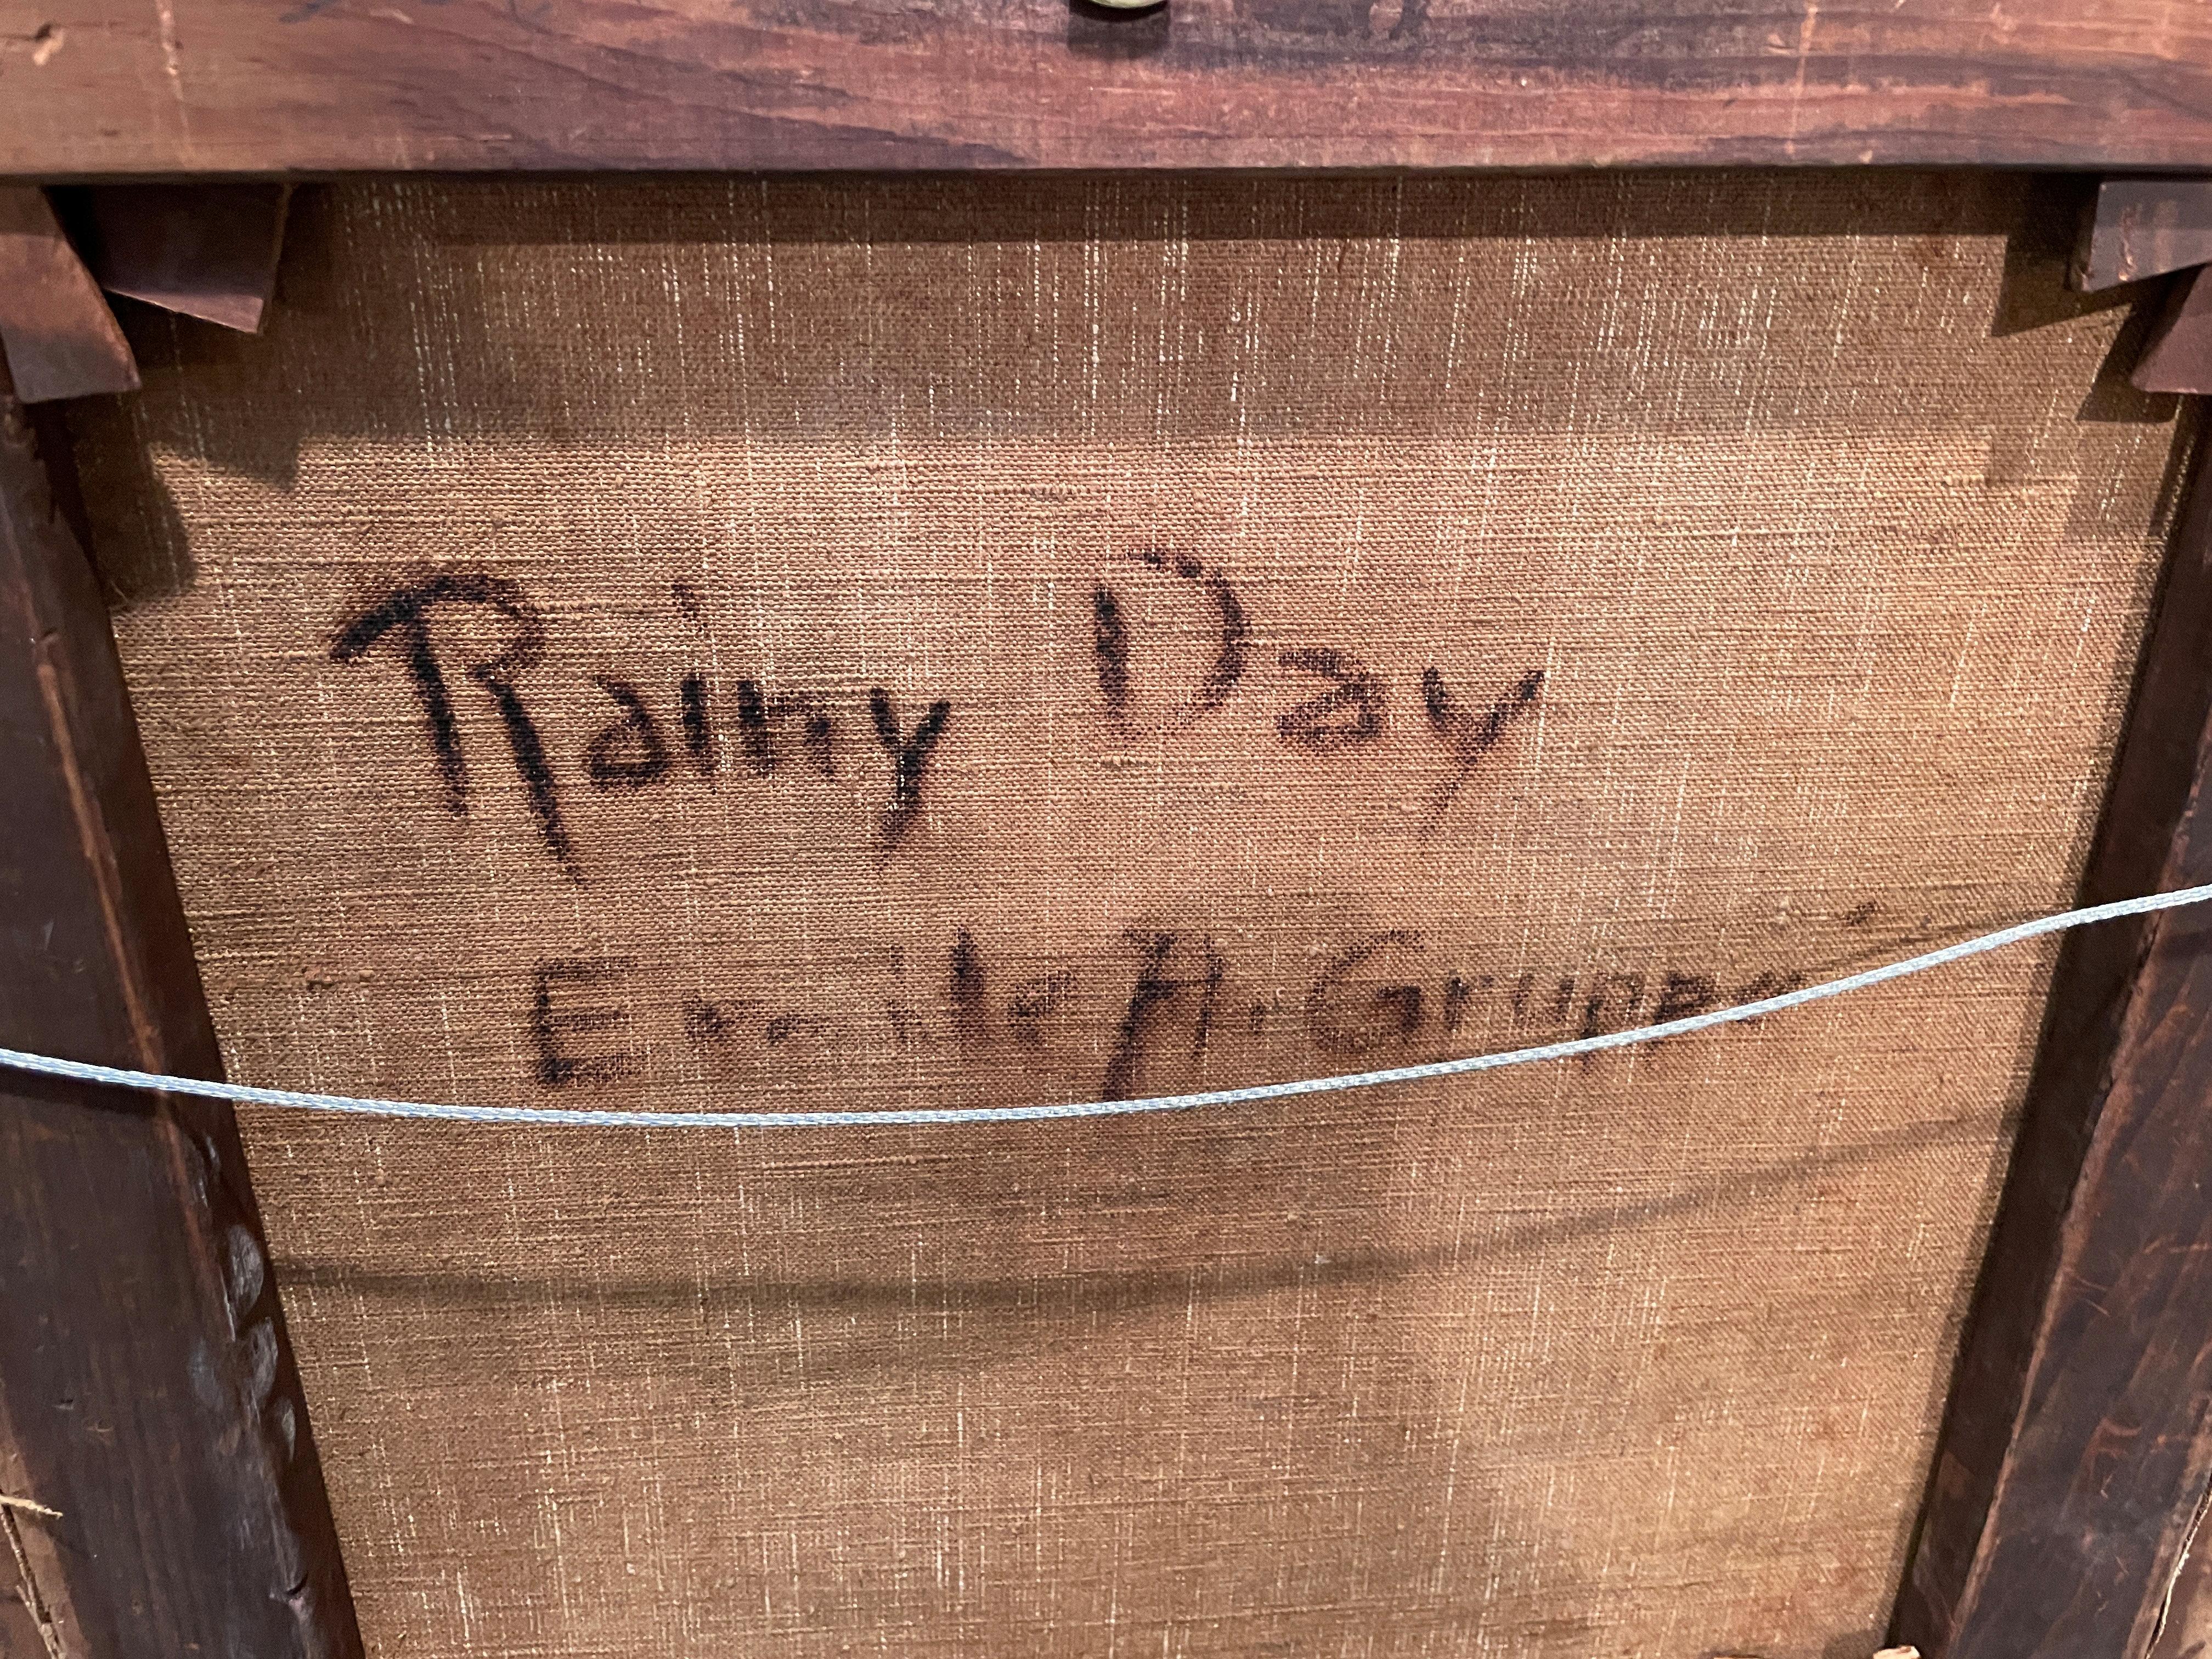 Rainy Day
Emile A. Gruppe